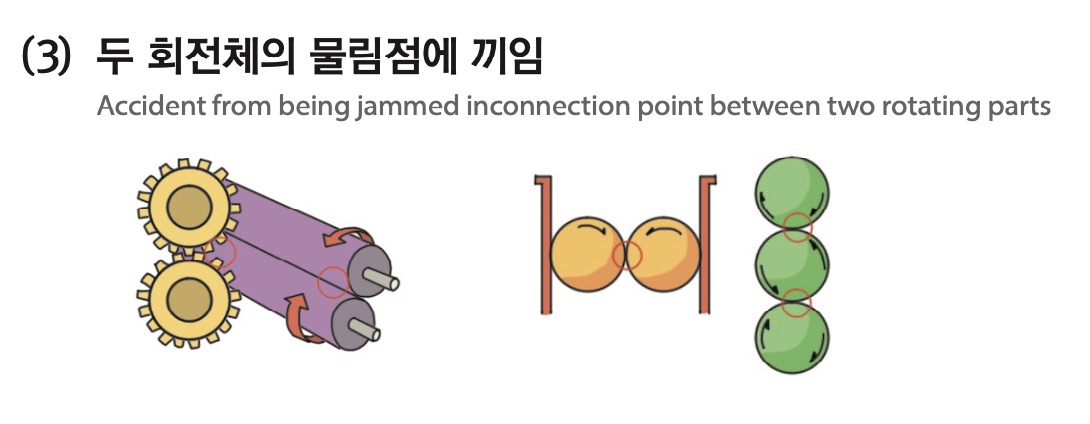 (3) 두 회전체의 물림점에 끼임
Accident from being jammed inconnection point between two rotating parts